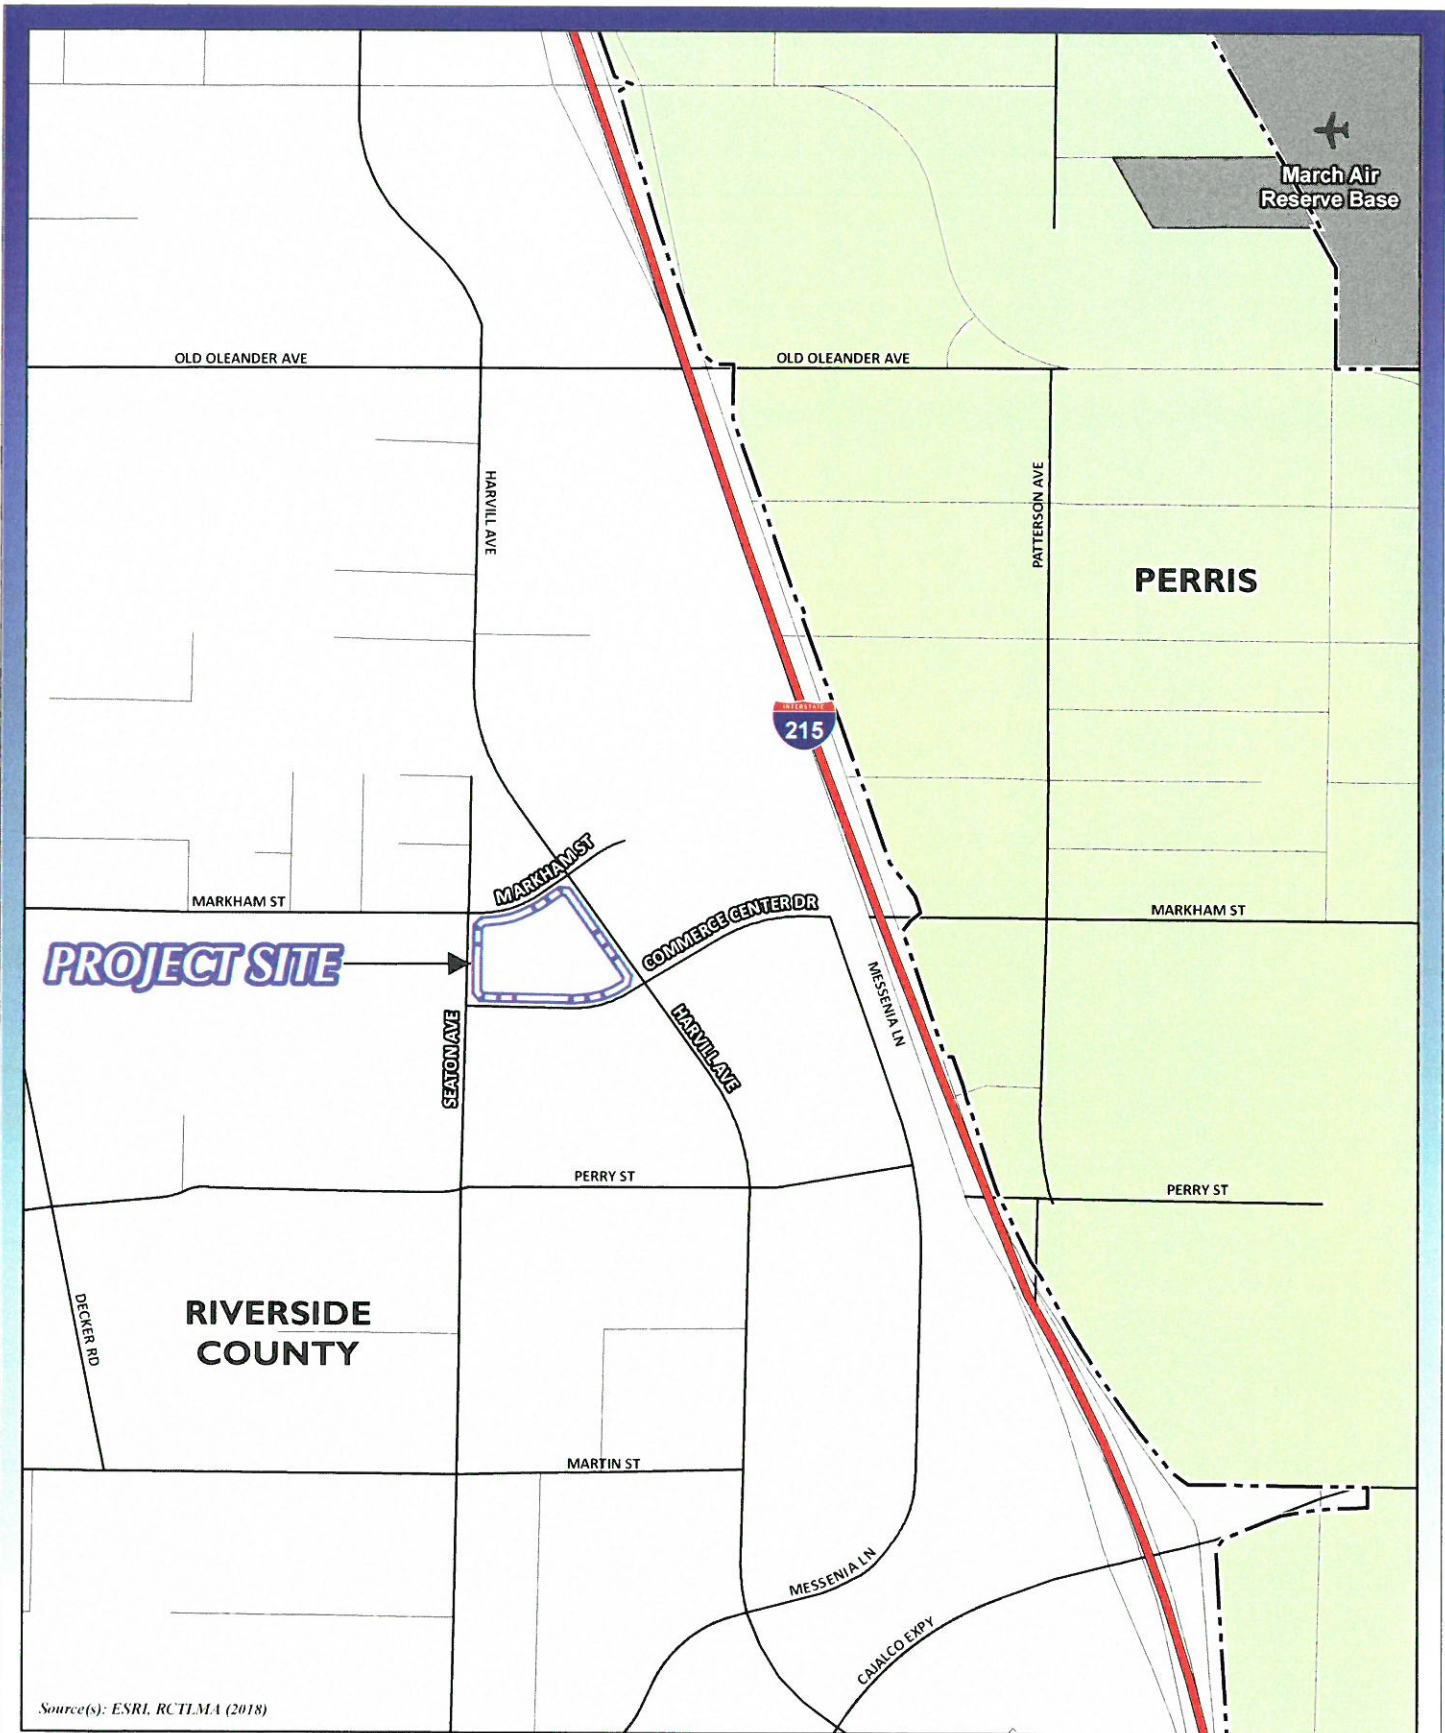 March Air
Reserve Base
OLD OLEANDER AVE
OLD OLEANDER AVE
HARVILL AVE
PATTERSON AVE
PERRIS
INTERSTATE
215
MARKHAM ST
MARKHAM ST
COMMERCE CENTER DR
MARKHAM ST
PROJECT SITE
MESSENIA LN
SEATON AVE
HARVILL AVE
PERRY ST
PERRY ST
DECKER RD
RIVERSIDE
COUNTY
MARTIN ST
MESSENIA LN
CAJALCO EXPY
Source(s): ESRI, RCTLMA (2018)